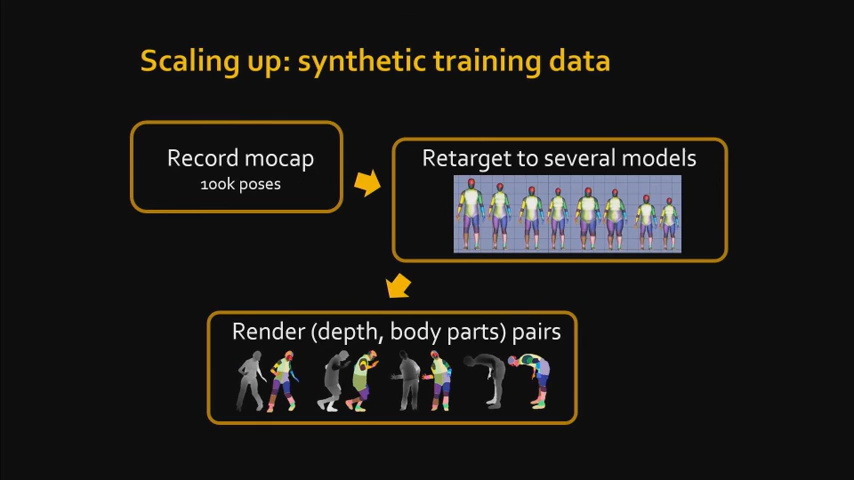 Scaling up: synthetic training data
Record mocap
100k poses
Retarget to several models
Render (depth, body parts) pairs